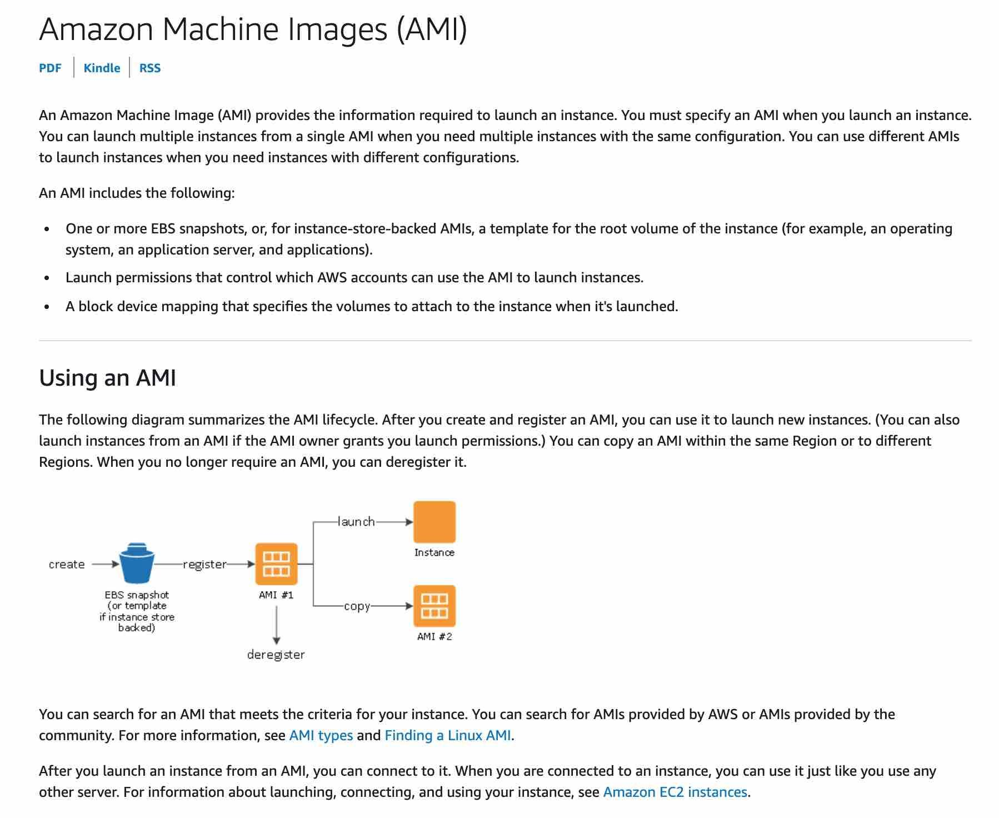 Amazon Machine Images (AMI)
PDF | Kindle | RSS
An Amazon Machine Image (AMI) provides the information required to launch an instance. You must specify an AMI when you launch an instance.
You can launch multiple instances from a single AMI when you need multiple instances with the same configuration. You can use different AMIs
to launch instances when you need instances with different configurations.
An AMI includes the following:
• One or more EBS snapshots, or, for instance-store-backed AMIs, a template for the root volume of the instance (for example, an operating
system, an application server, and applications).
• Launch permissions that control which AWS accounts can use the AMI to launch instances.
• A block device mapping that specifies the volumes to attach to the instance when it's launched.
Using an AMI
The following diagram summarizes the AMI lifecycle. After you create and register an AMI, you can use it to launch new instances. (You can also
launch instances from an AMI if the AMI owner grants you launch permissions.) You can copy an AMI within the same Region or to different
Regions. When you no longer require an AMI, you can deregister it.
create
EBS snapshot
(or template
if instance store
backed)
register
AMI #1
deregister
launch
Instance
copy
AMI #2
You can search for an AMI that meets the criteria for your instance. You can search for AMIs provided by AWS or AMIs provided by the
community. For more information, see AMI types and Finding a Linux AMI.
After you launch an instance from an AMI, you can connect to it. When you are connected to an instance, you can use it just like you use any
other server. For information about launching, connecting, and using your instance, see Amazon EC2 instances.